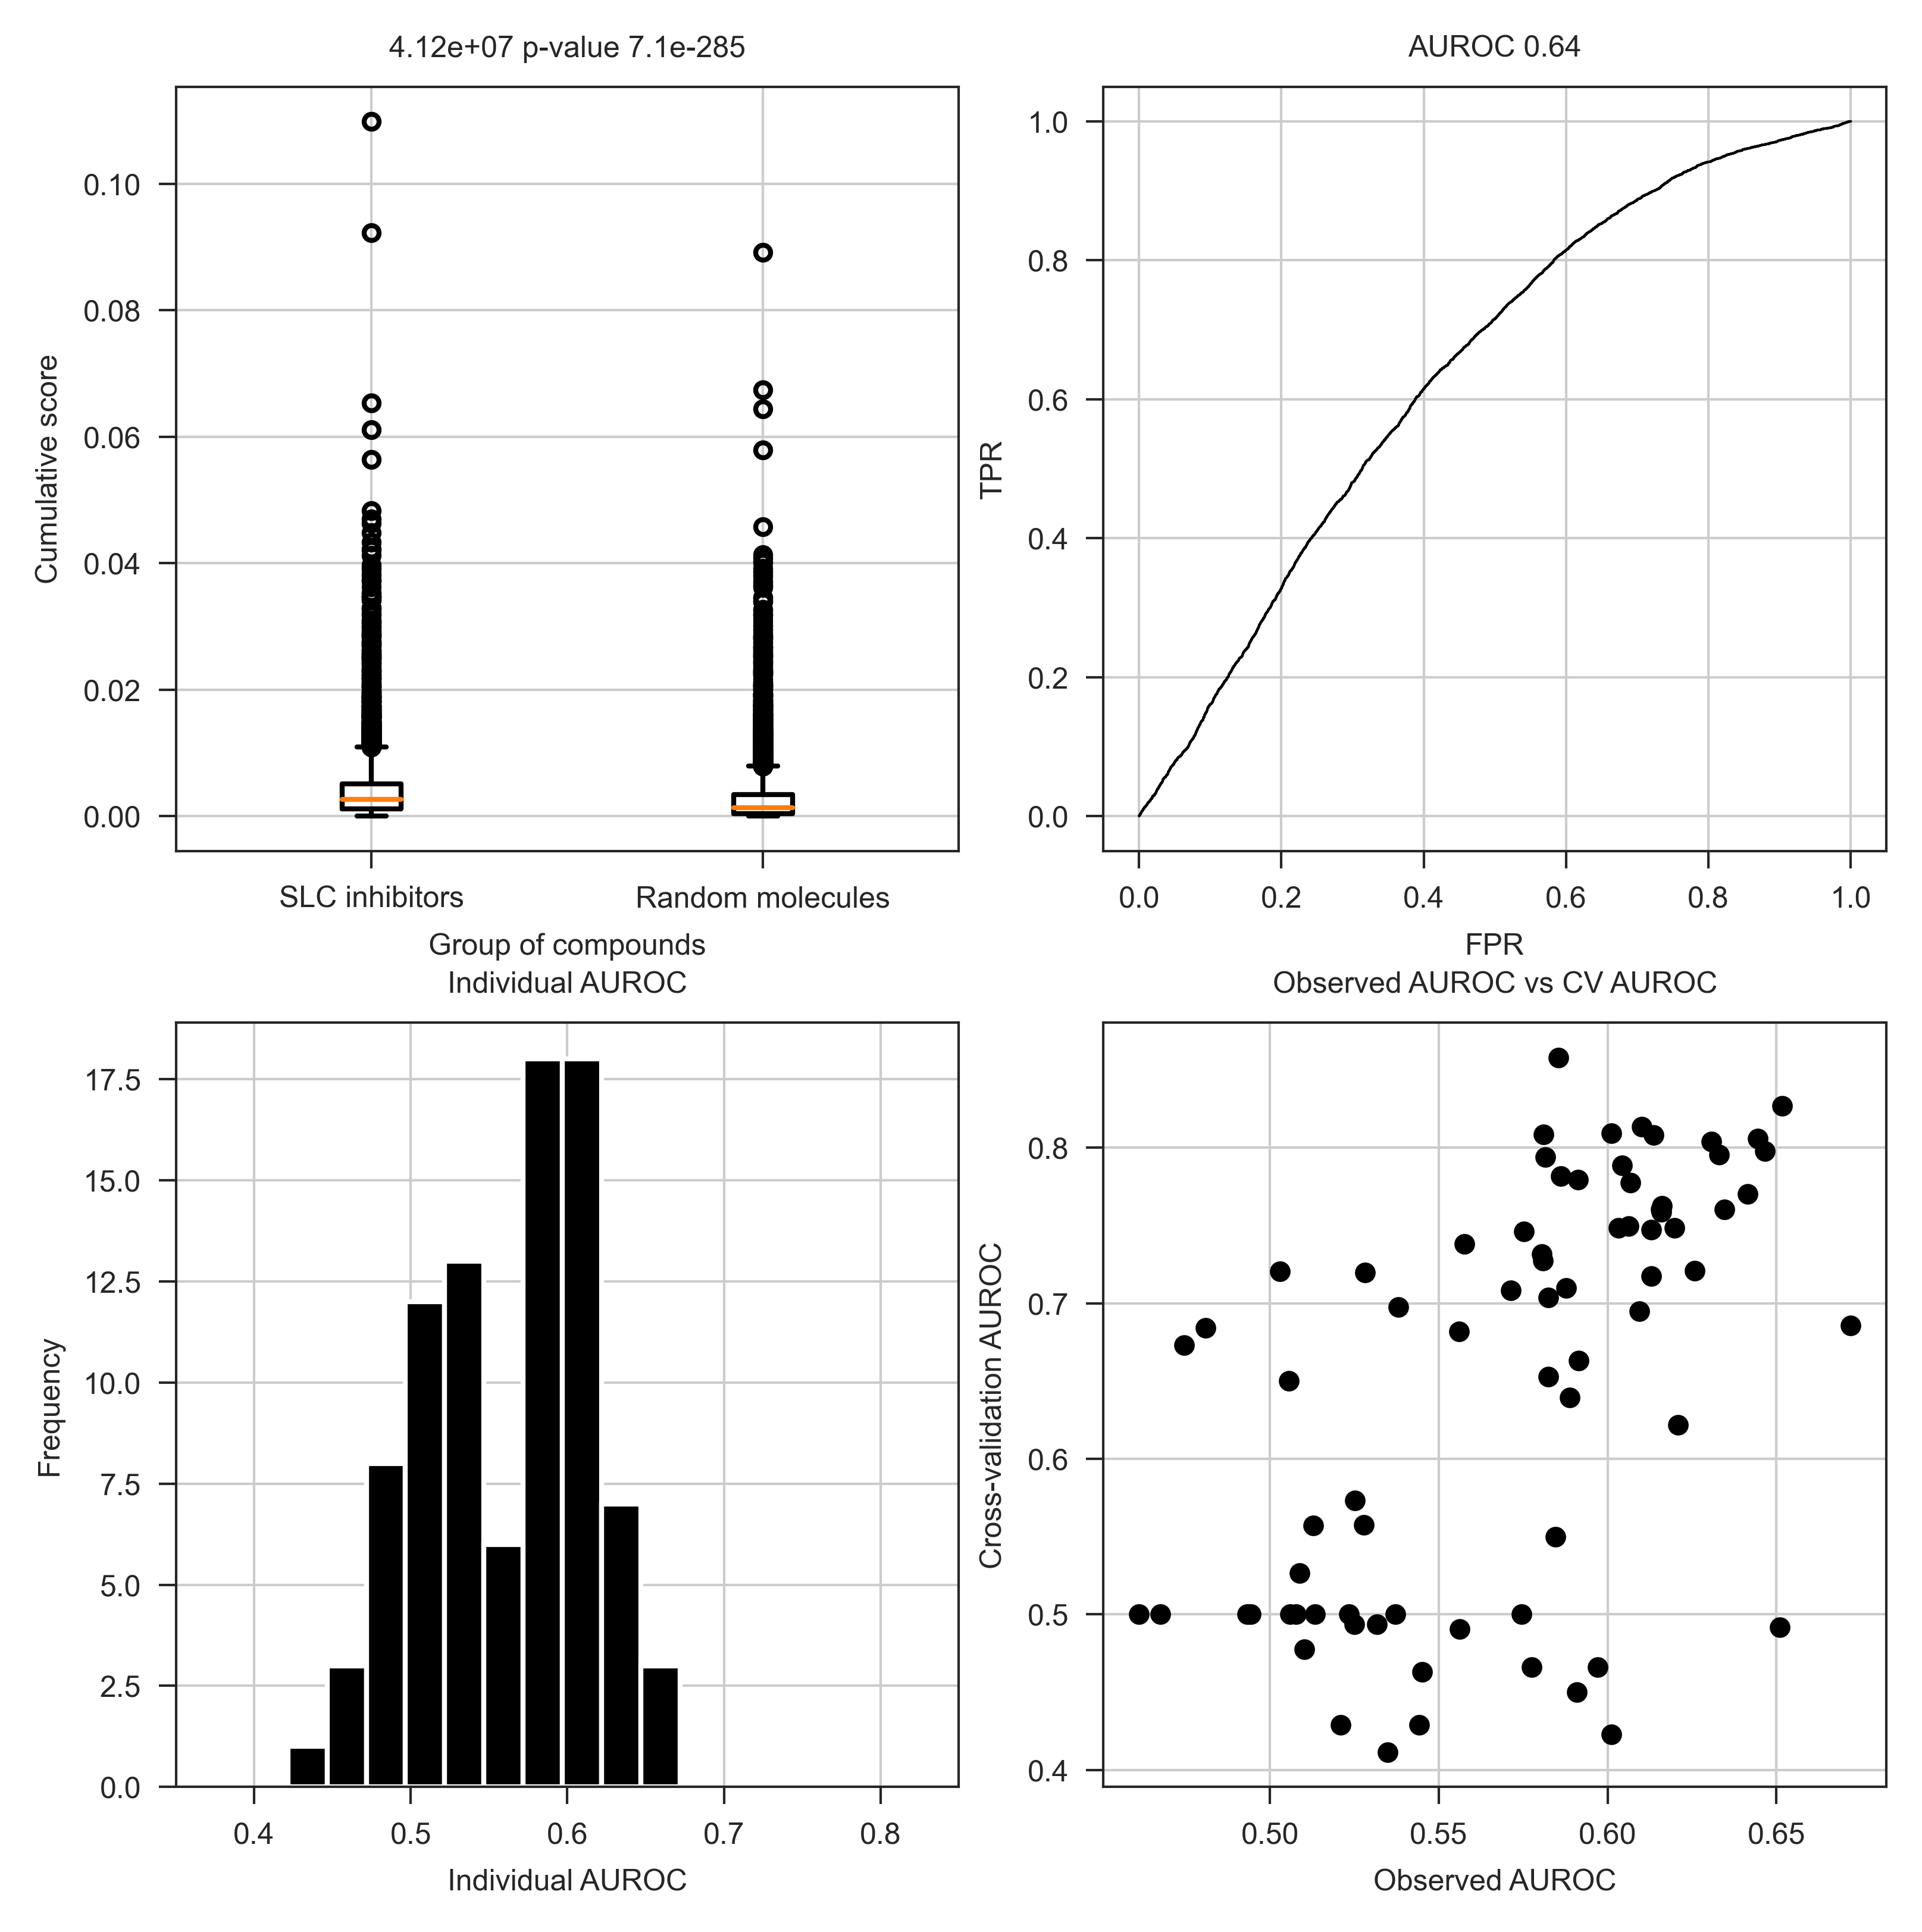 4.12e+07 p-value 7.1e-285
Cumulative score
0.10
0.08
0.06
0.04
0.02
0.00
SLC inhibitors Random molecules
Group of compounds
AUROC 0.64
TPR
1.0
0.8
0.6
0.4
0.2
0.0
0.0 0.2 0.4 0.6 0.8 1.0
FPR
Individual AUROC
Frequency
17.5
15.0
12.5
10.0
7.5
5.0
2.5
0.0
0.4 0.5 0.6 0.7 0.8
Individual AUROC
Observed AUROC vs CV AUROC
Cross-validation AUROC
0.8
0.7
0.6
0.5
0.4
0.50 0.55 0.60 0.65
Observed AUROC